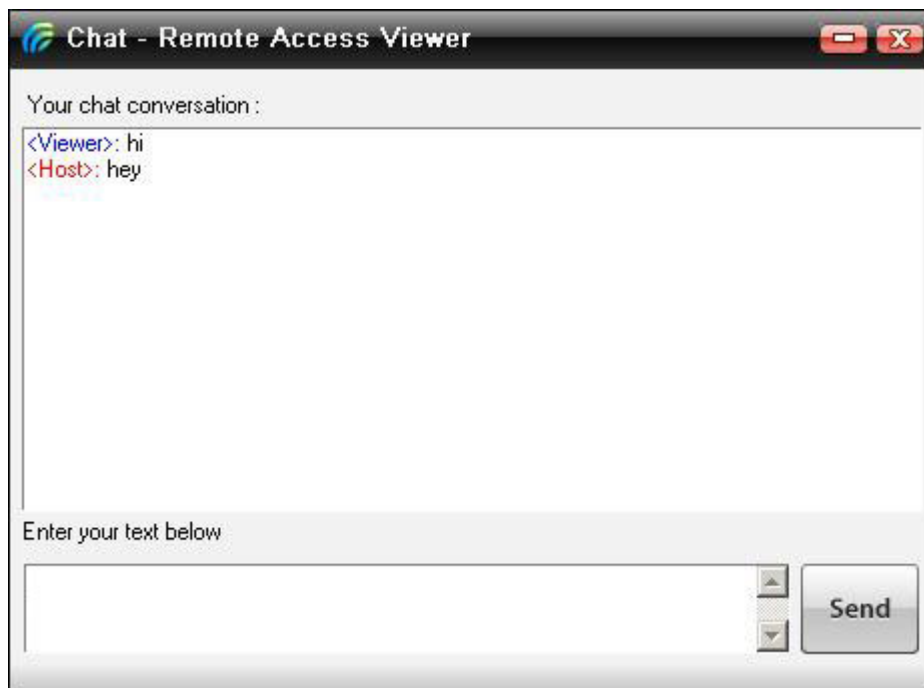 Chat - Remote Access Viewer
Your chat conversation :
<Viewer>: hi
<Host>: hey
Enter your text below
Send